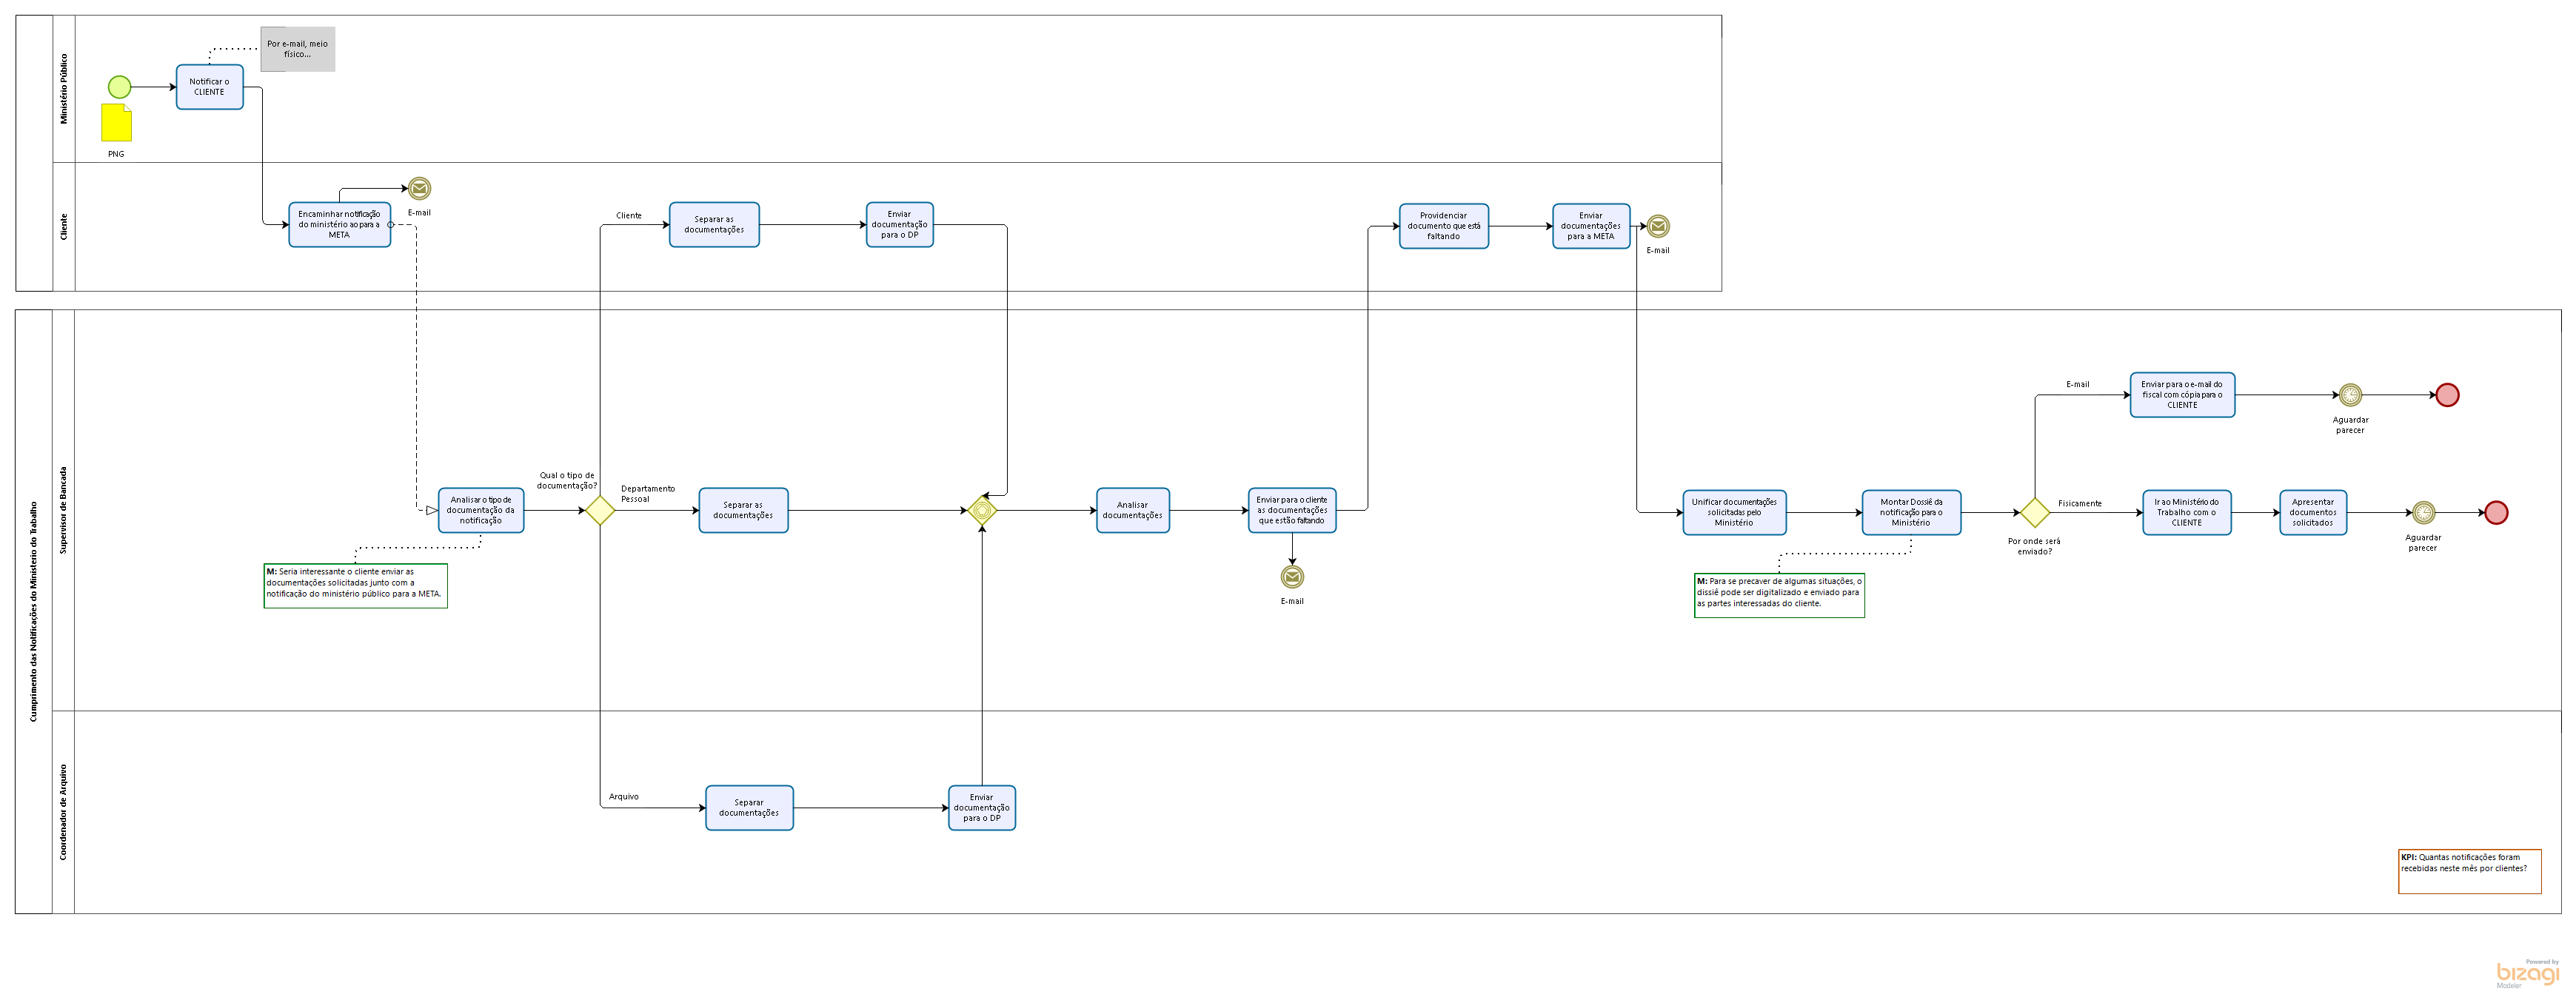 Ministério Público
Por e-mail, meio
físico...
Notificar o
CLIENTE
PNG
Cliente
Encaminhar notificação
do ministério ao para a
META
E-mail
Cliente
Separar as
documentações
Enviar
documentação
para o DP
Providenciar
documento que está
faltando
Enviar
documentações
para a META
E-mail
Cumprimento das Notificações do Ministerio do Trabalho
Supervisor de Bancada
Analisar o tipo de
documentação da
notificação
M: Seria interessante o cliente enviar as
documentações solicitadas junto com a
notificação do ministério público para a META.
Qual o tipo de
documentação?
Departamento
Pessoal
Separar as
documentações
Analisar
documentações
Enviar para o cliente
as documentações
que estão faltando
E-mail
Unificar documentações
solicitadas pelo
Ministério
Montar Dossiê da
notificação para o
Ministério
M: Para se precaver de algumas situações, o
dissiê pode ser digitalizado e enviado para
as partes interessadas do cliente.
Por onde será
enviado?
E-mail
Enviar para o e-mail do
fiscal com cópia para o
CLIENTE
Aguardar
parecer
Fisicamente
Ir ao Ministério do
Trabalho com o
CLIENTE
Apresentar
documentos
solicitados
Aguardar
parecer
Coordenador de Arquivo
Arquivo
Separar
documentações
Enviar
documentação
para o DP
KPI: Quantas notificações foram
recebidas neste mês por clientes?
Powered by
bizagi
Modeler